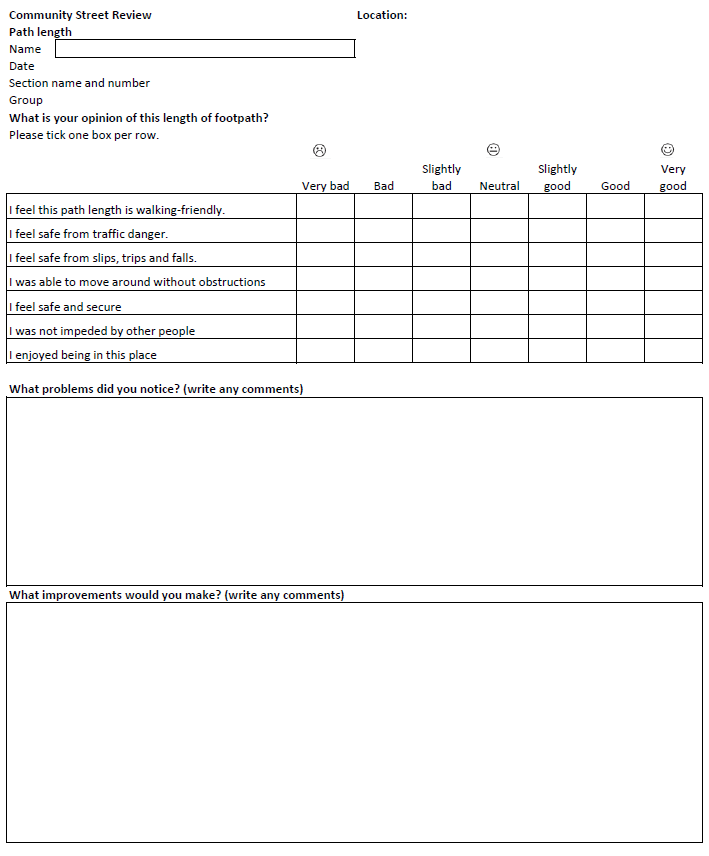 Community Street Review Location:
Path length
Name
Date
Section name and number
Group
What is your opinion of this length of footpath?
Please tick one box per row.
Very bad Bad Slightly bad Neutral Slightly good Good Very good
I feel this path length is walking-friendly.
I feel safe from traffic danger.
I feel safe from slips, trips and falls.
I was able to move around without obstructions
I feel safe and secure
I was not impeded by other people
I enjoyed being in this place
What problems did you notice? (write any comments)
What improvements would you make? (write any comments)